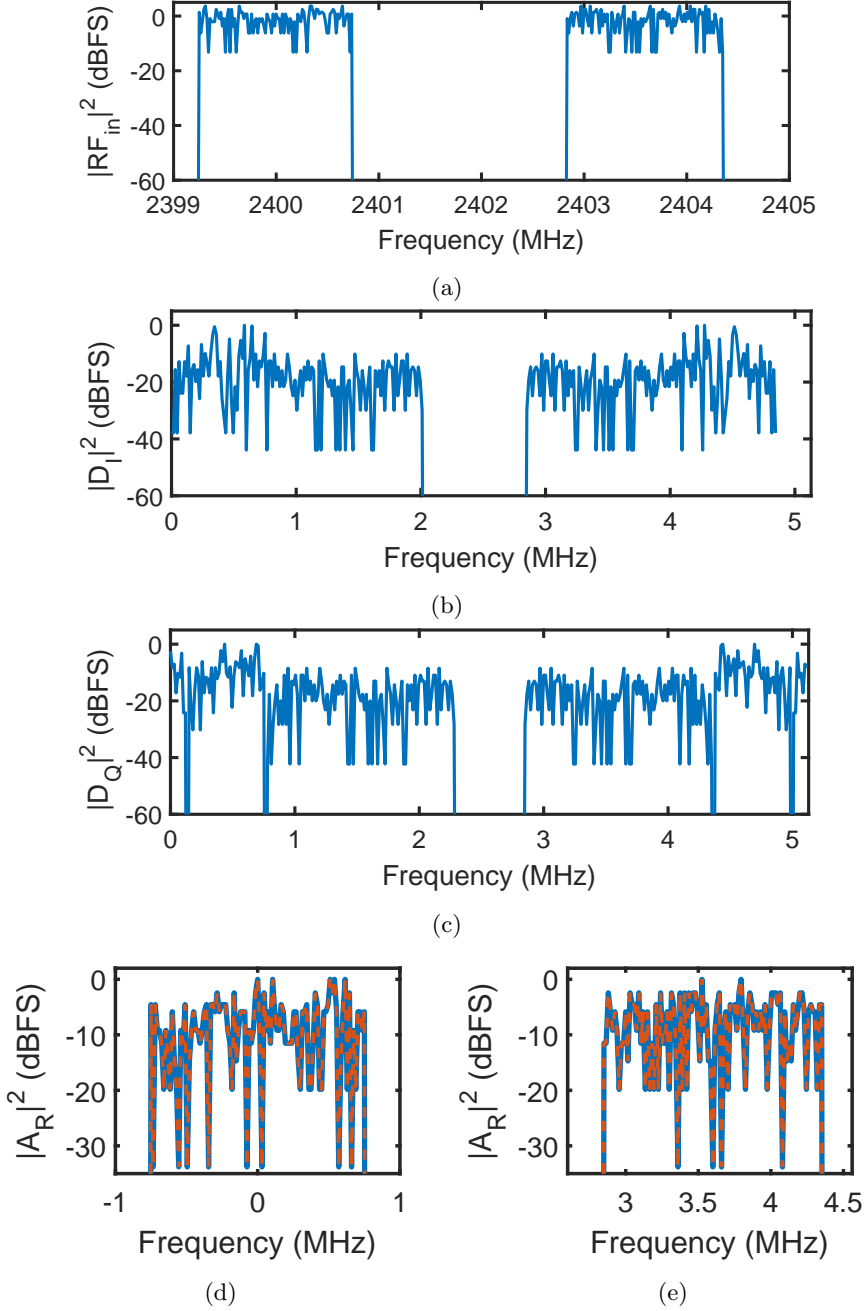 0
-20
-40
-60
|RF_in|^2 (dBFS)
2399 2400 2401 2402 2403 2404 2405
Frequency (MHz)
(a)
0
-20
-40
-60
|D_I|^2 (dBFS)
0 1 2 3 4 5
Frequency (MHz)
(b)
0
-20
-40
-60
|D_Q|^2 (dBFS)
0 1 2 3 4 5
Frequency (MHz)
(c)
0
-10
-20
-30
|A_R|^2 (dBFS)
-1 0 1
Frequency (MHz)
(d)
0
-10
-20
-30
|A_R|^2 (dBFS)
3 3.5 4 4.5
Frequency (MHz)
(e)